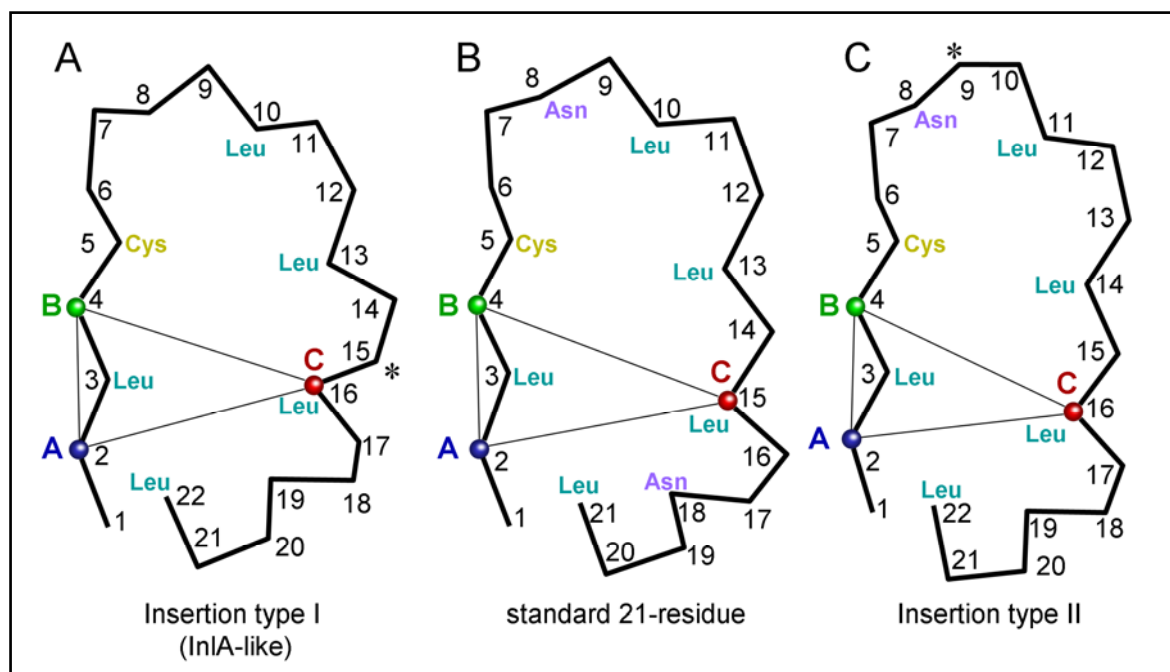 A
8
9
7
10
Leu
11
12
6
5
Cys
B
4
13
Leu
14
3
Leu
15
*
C
16
Leu
A
2
17
Leu
22
19
18
1
21
20
Insertion type I
(InlA-like)
B
8
9
Asn
7
10
Leu
11
12
6
5
Cys
B
4
Leu
13
14
3
Leu
C
15
Leu
A
2
16
Leu
Asn
21
18
17
1
20
19
standard 21-residue
C
*
8
9
10
Asn
7
11
Leu
12
6
13
5
Cys
B
4
Leu
14
15
3
Leu
C
16
Leu
A
2
17
Leu
22
19
18
1
21
20
Insertion type II